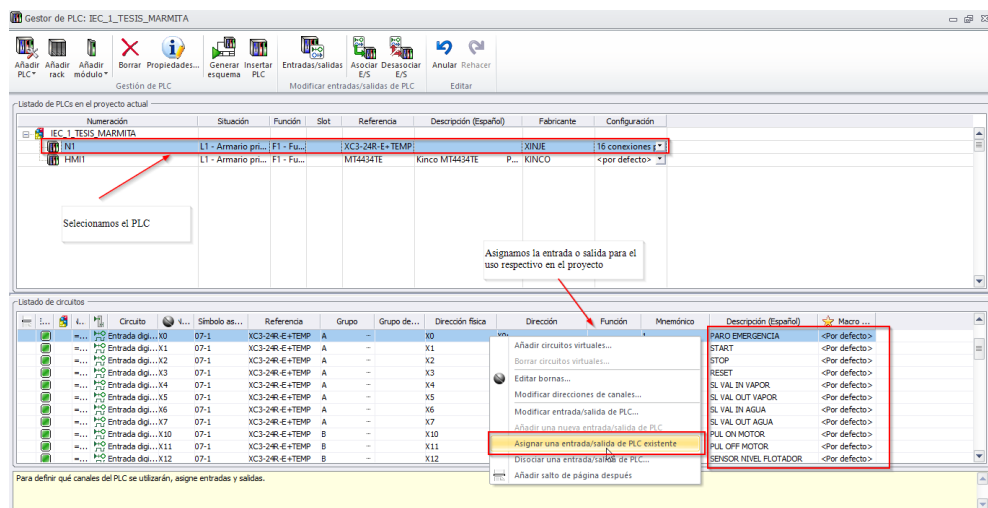 Gestor de PLC: IEC_1_TESIS_MARMITA
Añadir PLC Añadir rack Añadir módulo Borrar Propiedades... Generar esquema Insertar PLC Entradas/salidas Asociar E/S Desasociar E/S Anular Rehacer
Gestión de PLC Modificar entradas/salidas de PLC Editar
Listado de PLCs en el proyecto actual
Numeración Situación Función Slot Referencia Descripción (Español) Fabricante Configuración
IEC_1_TESIS_MARMITA
N1 L1 - Armario pri... F1 - Fu... XC3-24R-E+TEMP XINJE 16 conexiones
HMI1 L1 - Armario pri... F1 - Fu... MT4434TE Kinco MT4434TE P... KINCO <por defecto>
Selecionamos el PLC
Asignamos la entrada o salida para el
uso respectivo en el proyecto
Listado de circuitos
Circuito Símbolo as... Referencia Grupo Grupo de... Dirección física Dirección Función Mnemónico Descripción (Español) Macro ...
=... Entrada digi... X0 07-1 XC3-24R-E+TEMP A - X0 PARO EMERGENCIA <Por defecto>
=... Entrada digi... X1 07-1 XC3-24R-E+TEMP A - X1 START <Por defecto>
=... Entrada digi... X2 07-1 XC3-24R-E+TEMP A - X2 STOP <Por defecto>
=... Entrada digi... X3 07-1 XC3-24R-E+TEMP A - X3 RESET <Por defecto>
=... Entrada digi... X4 07-1 XC3-24R-E+TEMP A - X4 SL VAL IN VAPOR <Por defecto>
=... Entrada digi... X5 07-1 XC3-24R-E+TEMP A - X5 SL VAL OUT VAPOR <Por defecto>
=... Entrada digi... X6 07-1 XC3-24R-E+TEMP A - X6 SL VAL IN AGUA <Por defecto>
=... Entrada digi... X7 07-1 XC3-24R-E+TEMP A - X7 SL VAL OUT AGUA <Por defecto>
=... Entrada digi... X10 07-1 XC3-24R-E+TEMP B - X10 PUL ON MOTOR <Por defecto>
=... Entrada digi... X11 07-1 XC3-24R-E+TEMP B - X11 PUL OFF MOTOR <Por defecto>
=... Entrada digi... X12 07-1 XC3-24R-E+TEMP B - X12 SENSOR NIVEL FLOTADOR <Por defecto>
Añadir circuitos virtuales...
Borrar circuitos virtuales...
Editar bornas...
Modificar direcciones de canales...
Modificar entrada/salida de PLC...
Añadir una nueva entrada/salida de PLC
Asignar una entrada/salida de PLC existente
Disociar una entrada/salida de PLC...
Añadir salto de página después
Para definir qué canales del PLC se utilizarán, asigne entradas y salidas.